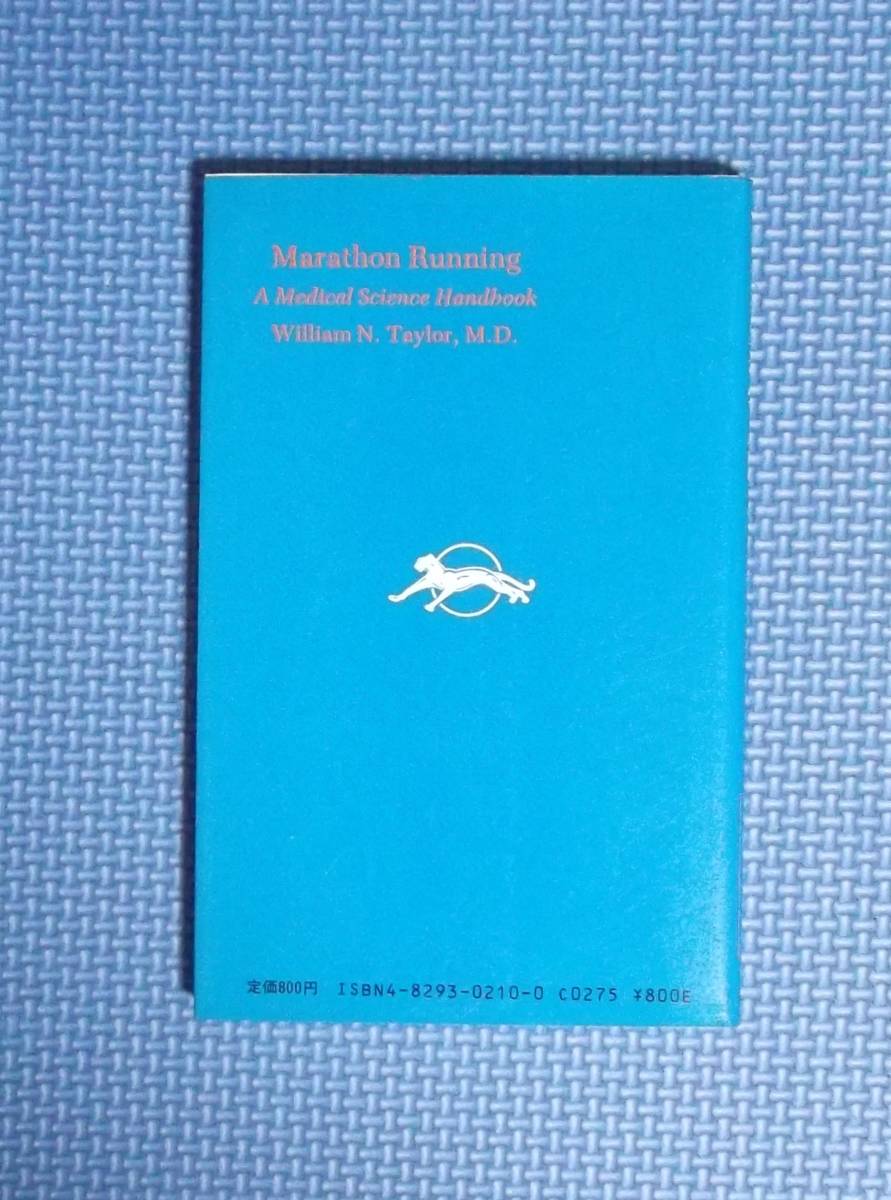 Marathon Running
A Medical Science Handbook
William N. Taylor, M.D.
定価800円 ISBN4-8293-0210-0 C0275 ¥800E